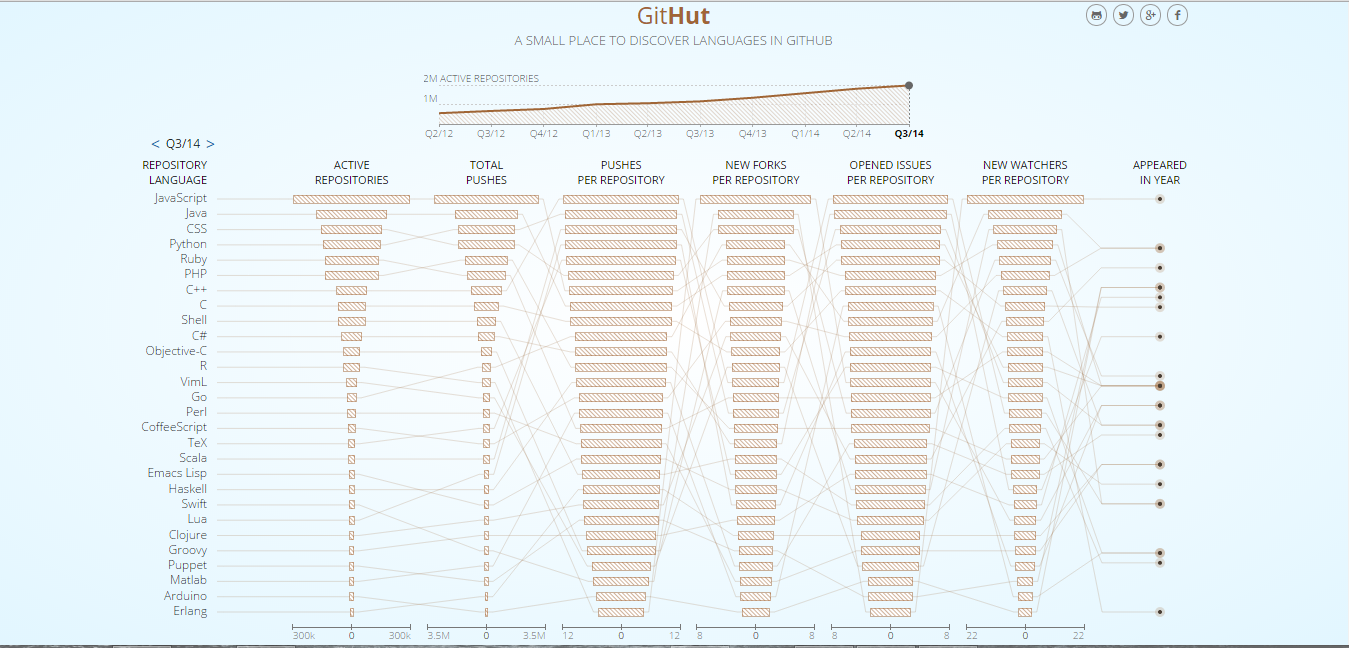 GitHut
A SMALL PLACE TO DISCOVER LANGUAGES IN GITHUB
2M ACTIVE REPOSITORIES
1M
Q2/12 Q3/12 Q4/12 Q1/13 Q2/13 Q3/13 Q4/13 Q1/14 Q2/14 Q3/14
< Q3/14 >
REPOSITORY LANGUAGE
ACTIVE REPOSITORIES
TOTAL PUSHES
PUSHES PER REPOSITORY
NEW FORKS PER REPOSITORY
OPENED ISSUES PER REPOSITORY
NEW WATCHERS PER REPOSITORY
APPEARED IN YEAR
JavaScript
Java
CSS
Python
Ruby
PHP
C++
C
Shell
C#
Objective-C
R
VimL
Go
Perl
CoffeeScript
TeX
Scala
Emacs Lisp
Haskell
Swift
Lua
Clojure
Groovy
Puppet
Matlab
Arduino
Erlang
300k 0 300k 3.5M 0 3.5M 12 0 12 8 0 8 8 0 8 22 0 22